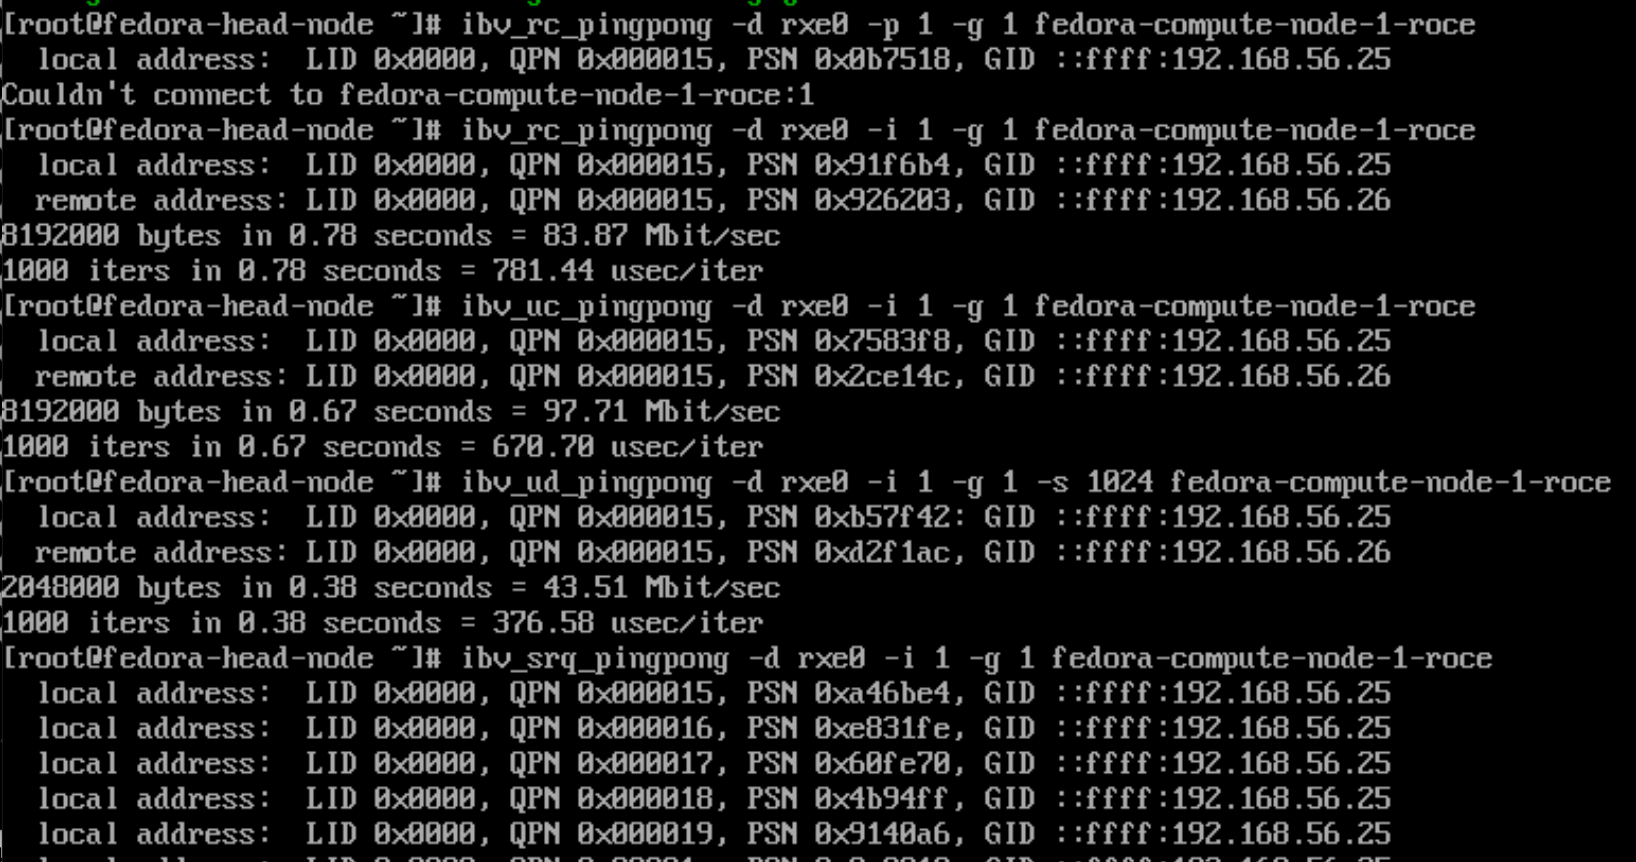 [root@fedora-head-node ~]# ibv_rc_pingpong -d rxe0 -p 1 -g 1 fedora-compute-node-1-roce
local address: LID 0x0000, QPN 0x000015, PSN 0x0b7518, GID ::ffff:192.168.56.25
Couldn't connect to fedora-compute-node-1-roce:1
[root@fedora-head-node ~]# ibv_rc_pingpong -d rxe0 -i 1 -g 1 fedora-compute-node-1-roce
local address: LID 0x0000, QPN 0x000015, PSN 0x91f6b4, GID ::ffff:192.168.56.25
remote address: LID 0x0000, QPN 0x000015, PSN 0x926203, GID ::ffff:192.168.56.26
8192000 bytes in 0.78 seconds = 83.87 Mbit/sec
1000 iters in 0.78 seconds = 781.44 usec/iter
[root@fedora-head-node ~]# ibv_uc_pingpong -d rxe0 -i 1 -g 1 fedora-compute-node-1-roce
local address: LID 0x0000, QPN 0x000015, PSN 0x7583f8, GID ::ffff:192.168.56.25
remote address: LID 0x0000, QPN 0x000015, PSN 0x2ce14c, GID ::ffff:192.168.56.26
8192000 bytes in 0.67 seconds = 97.71 Mbit/sec
1000 iters in 0.67 seconds = 670.70 usec/iter
[root@fedora-head-node ~]# ibv_ud_pingpong -d rxe0 -i 1 -g 1 -s 1024 fedora-compute-node-1-roce
local address: LID 0x0000, QPN 0x000015, PSN 0xb57f42: GID ::ffff:192.168.56.25
remote address: LID 0x0000, QPN 0x000015, PSN 0xd2f1ac, GID ::ffff:192.168.56.26
2048000 bytes in 0.38 seconds = 43.51 Mbit/sec
1000 iters in 0.38 seconds = 376.58 usec/iter
[root@fedora-head-node ~]# ibv_srq_pingpong -d rxe0 -i 1 -g 1 fedora-compute-node-1-roce
local address: LID 0x0000, QPN 0x000015, PSN 0xa46be4, GID ::ffff:192.168.56.25
local address: LID 0x0000, QPN 0x000016, PSN 0xe831fe, GID ::ffff:192.168.56.25
local address: LID 0x0000, QPN 0x000017, PSN 0x60fe70, GID ::ffff:192.168.56.25
local address: LID 0x0000, QPN 0x000018, PSN 0x4b94ff, GID ::ffff:192.168.56.25
local address: LID 0x0000, QPN 0x000019, PSN 0x9140a6, GID ::ffff:192.168.56.25